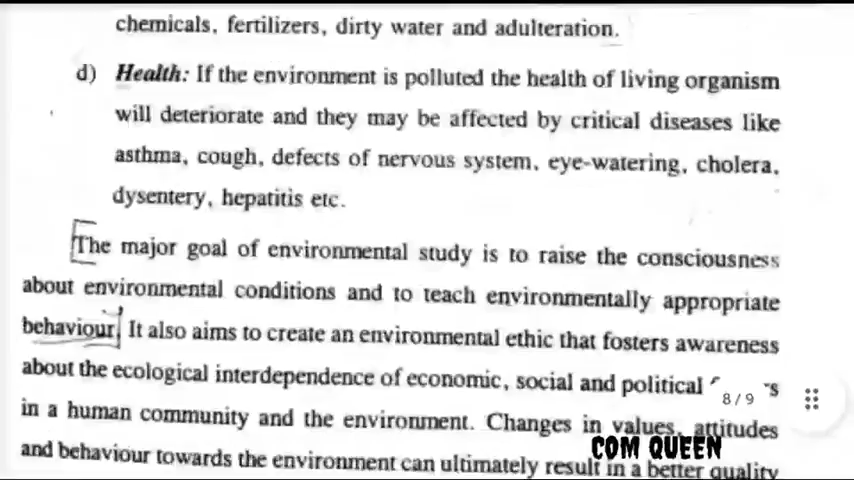 chemicals, fertilizers, dirty water and adulteration.
d) Health: If the environment is polluted the health of living organism
will deteriorate and they may be affected by critical diseases like
asthma, cough, defects of nervous system, eye-watering, cholera,
dysentery, hepatitis etc.
The major goal of environmental study is to raise the consciousness
about environmental conditions and to teach environmentally appropriate
behaviour. It also aims to create an environmental ethic that fosters awareness
about the ecological interdependence of economic, social and political
8/9
in a human community and the environment. Changes in values, attitudes
COM QUEEN
and behaviour towards the environment can ultimately result in a better quality